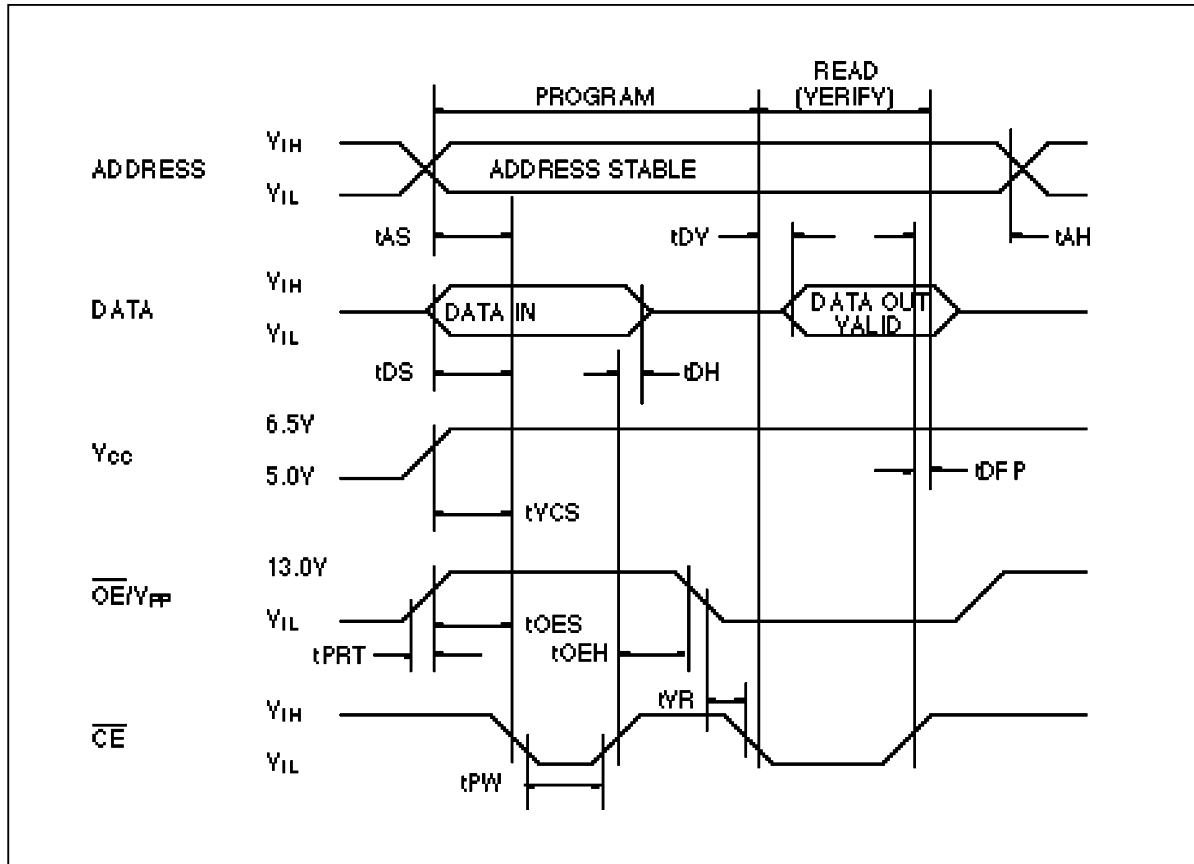 READ
PROGRAM (YERIFY)
ADDRESS YIH ADDRESS STABLE
YIL
tAS tDY tAH
DATA YIH DATA IN DATA OUT
YIL YALID
tDS tDH
YCC 6.5Y
5.0Y tDFP
tYCS
OE/YPP 13.0Y
YIL tOES
tPRT tOEH
tYR
CE YIH
YIL
tPW